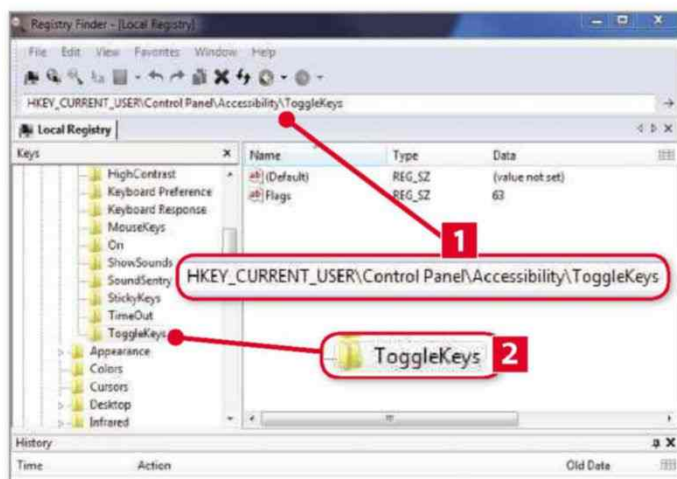 Registry Finder - [Local Registry]
File Edit View Favorites Window Help
HKEY_CURRENT_USER\Control Panel\Accessibility\ToggleKeys
Local Registry
Keys
Name Type Data
HighContrast
Keyboard Preference
Keyboard Response
MouseKeys
On
ShowSounds
SoundSentry
StickyKeys
TimeOut
ToggleKeys
Appearance
Colors
Cursors
Desktop
Infrared
(Default) REG_SZ (value not set)
Flags REG_SZ 63
1
HKEY_CURRENT_USER\Control Panel\Accessibility\ToggleKeys
ToggleKeys
2
History
Time Action Old Data